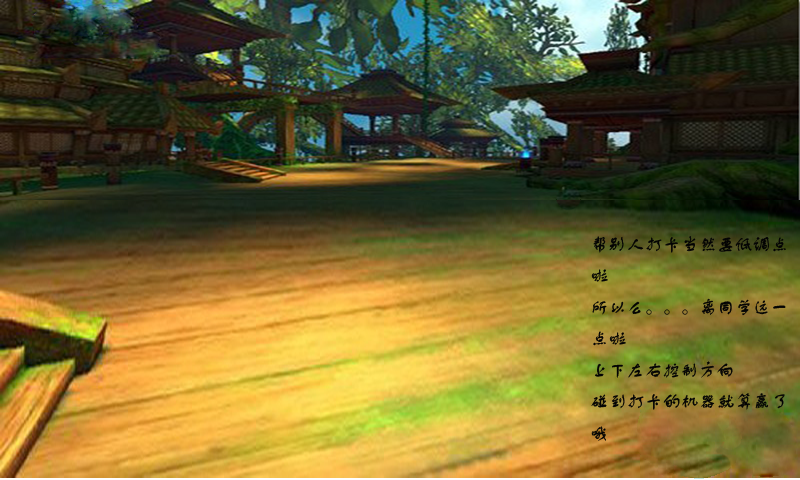 帮别人打卡当然要低调点
啦
所以么。。。离同学远一
点啦
上下左右控制方向
碰到打卡的机器就算赢了
哦